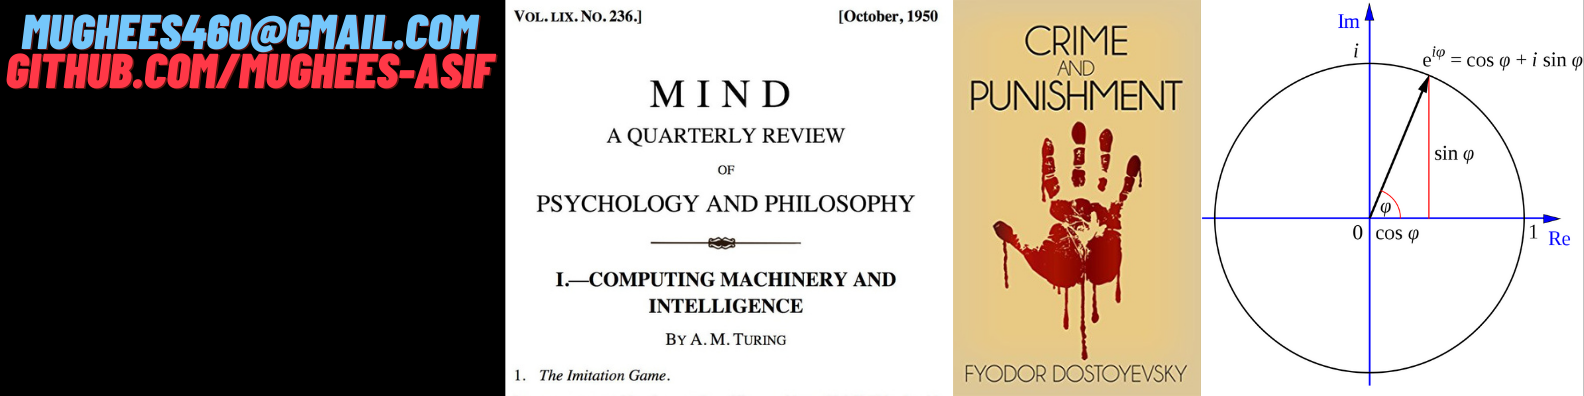 MUGHEES460@GMAIL.COM
GITHUB.COM/MUGHEES-ASIF
VOL. LIX. NO. 236.] [October, 1950
MIND
A QUARTERLY REVIEW
OF
PSYCHOLOGY AND PHILOSOPHY
I.—COMPUTING MACHINERY AND
INTELLIGENCE
BY A. M. TURING
1. The Imitation Game.
CRIME
AND
PUNISHMENT
FYODOR DOSTOYEVSKY
Im
i
e^{iφ} = cos φ + i sin φ
sin φ
φ
0 cos φ
1 Re